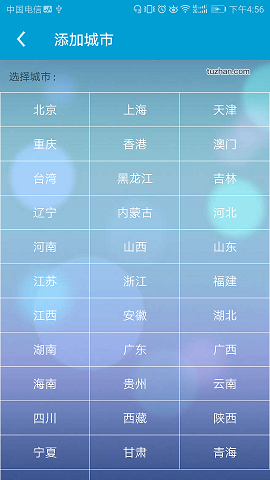 中国电信 下午4:56
添加城市
选择城市：
tuzhan.com
北京 上海 天津
重庆 香港 澳门
台湾 黑龙江 吉林
辽宁 内蒙古 河北
河南 山西 山东
江苏 浙江 福建
江西 安徽 湖北
湖南 广东 广西
海南 贵州 云南
四川 西藏 陕西
宁夏 甘肃 青海